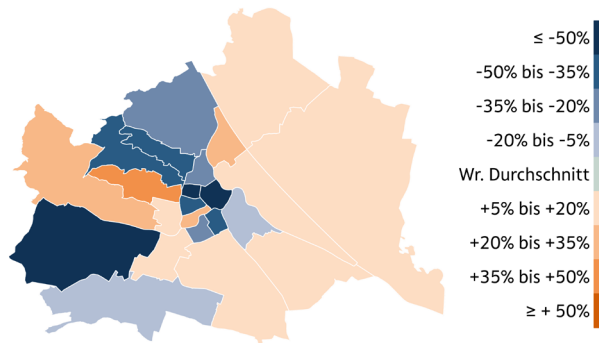 ≤ -50%
-50% bis -35%
-35% bis -20%
-20% bis -5%
Wr. Durchschnitt
+5% bis +20%
+20% bis +35%
+35% bis +50%
≥ + 50%